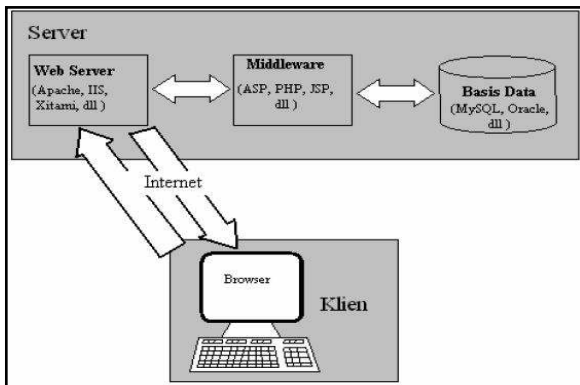 Server
Web Server
(Apache, IIS,
Xitami, dll )
Middleware
(ASP, PHP, JSP,
dll )
Basis Data
(MySQL, Oracle,
dll )
Internet
Browser
Klien